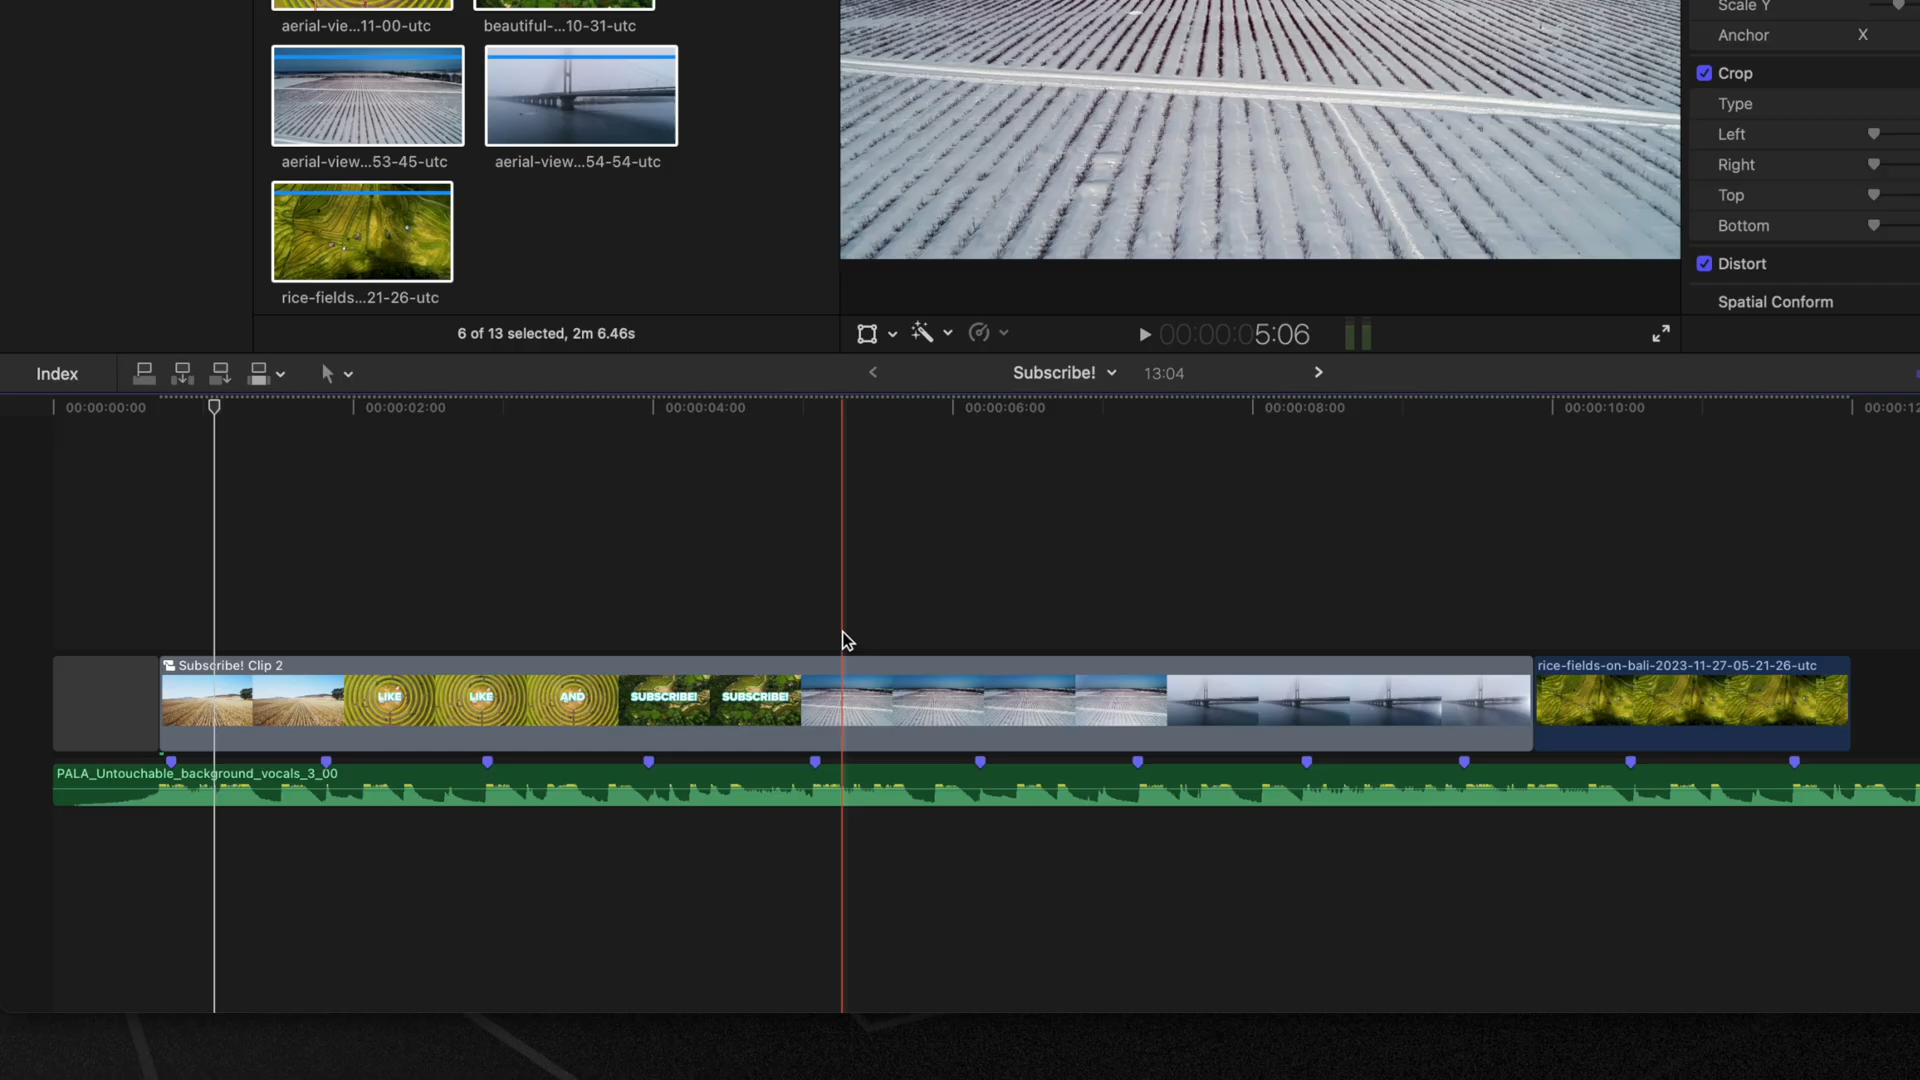 aerial-vie...11-00-utc
beautiful-...10-31-utc
aerial-view...53-45-utc
aerial-view...54-54-utc
rice-fields...21-26-utc
6 of 13 selected, 2m 6.46s
00:00:00:05:06
Scale Y
Anchor
X
Crop
Type
Left
Right
Top
Bottom
Distort
Spatial Conform
Index
Subscribe!
13:04
00:00:00:00
00:00:02:00
00:00:04:00
00:00:06:00
00:00:08:00
00:00:10:00
00:00:12
Subscribe! Clip 2
rice-fields-on-bali-2023-11-27-05-21-26-utc
LIKE
LIKE
AND
SUBSCRIBE!
SUBSCRIBE!
PALA_Untouchable_background_vocals_3_00